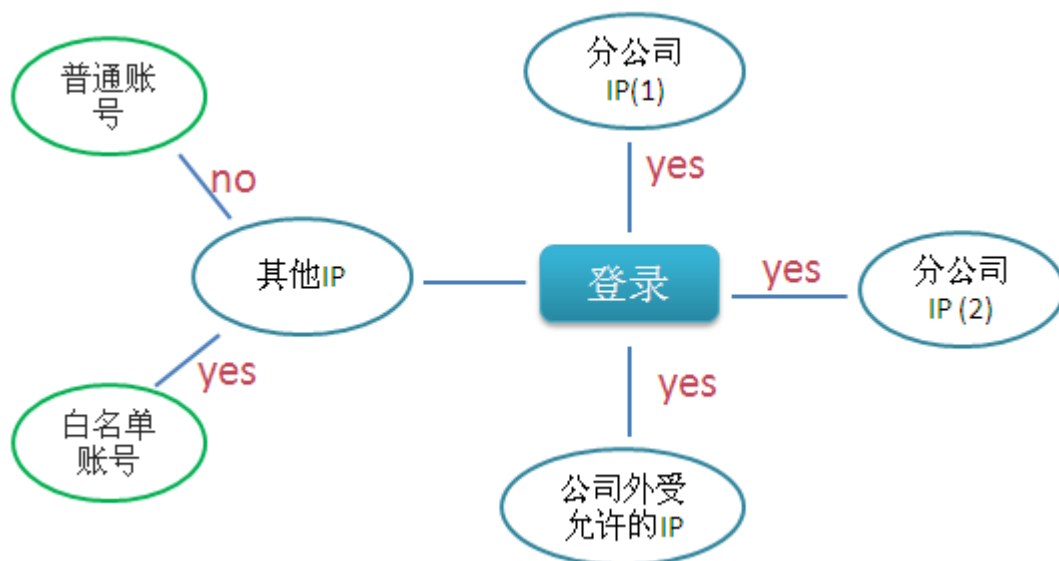 分公司
IP(1)
普通账
号
yes
no
其他IP
登录
yes
分公司
IP (2)
yes
yes
白名单
账号
公司外受
允许的IP